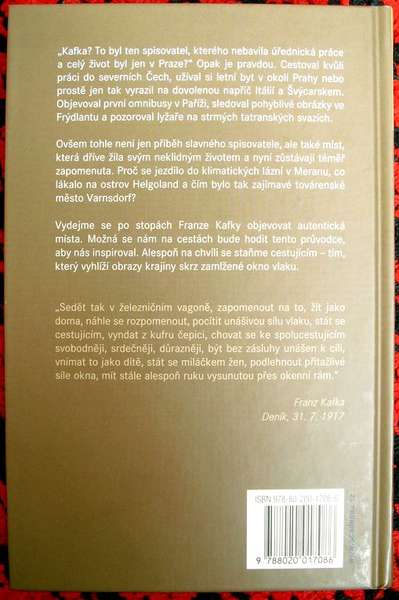 „Kafka? To byl ten spisovatel, kterého nebavila úřednická práce
a celý život byl jen v Praze?“ Opak je pravdou. Cestoval kvůli
práci do severních Čech, užíval si letní byt v okolí Prahy nebo
prostě jen tak vyrazil na dovolenou napříč Itálií a Švýcarskem.
Objevoval první omnibusy v Paříži, sledoval pohyblivé obrázky ve
Frýdlantu a pozoroval lyžaře na strmých tatranských svazích.
Ovšem tohle není jen příběh slavného spisovatele, ale také míst,
která dříve žila svým neklidným životem a nyní zůstávají téměř
zapomenuta. Proč se jezdilo do klimatických lázní v Meranu, co
lákalo na ostrov Helgoland a čím bylo tak zajímavé továrenské
město Varnsdorf?
Vydejme se po stopách Franze Kafky objevovat autentická
místa. Možná se nám na cestách bude hodit tento průvodce,
aby nás inspiroval. Alespoň na chvíli se staňme cestujícím – tím,
který vyhlíží obrazy krajiny skrz zamlžené okno vlaku.
„Sedět tak v železničním vagoně, zapomenout na to, žít jako
doma, náhle se rozpomenout, pocítit unášivou sílu vlaku, stát se
cestujícím, vyndat z kufru čepici, chovat se ke spolucestujícím
svobodněji, srdečněji, důrazněji, být bez zásluhy unášen k cíli,
vnímat to jako dítě, stát se miláčkem žen, podlehnout přitažlivé
síle okna, mít stále alespoň ruku vysunutou přes okenní rám.“
Franz Kafka
Deník, 31. 7. 1917
ISBN 978-80-200-1708-6
9 788020 017086